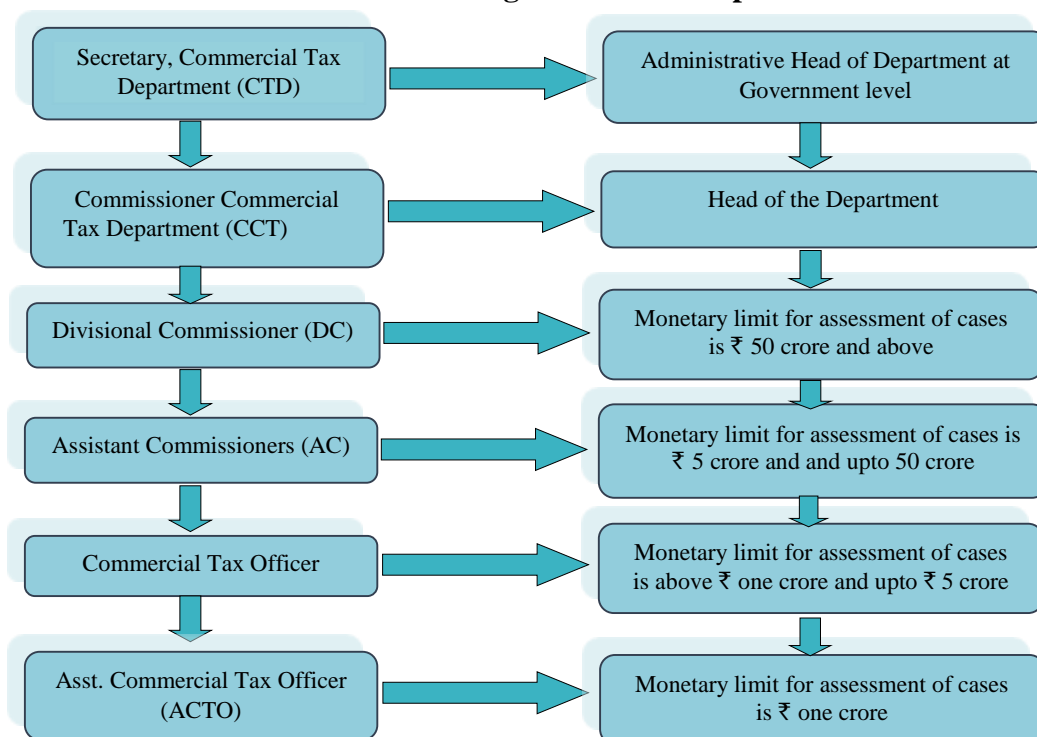 Secretary, Commercial Tax
Department (CTD)
Administrative Head of Department at
Government level
Commissioner Commercial
Tax Department (CCT)
Head of the Department
Divisional Commissioner (DC)
Monetary limit for assessment of cases
is ₹ 50 crore and above
Assistant Commissioners (AC)
Monetary limit for assessment of cases is
₹ 5 crore and and upto 50 crore
Commercial Tax Officer
Monetary limit for assessment of cases
is above ₹ one crore and upto ₹ 5 crore
Asst. Commercial Tax Officer
(ACTO)
Monetary limit for assessment of cases
is ₹ one crore